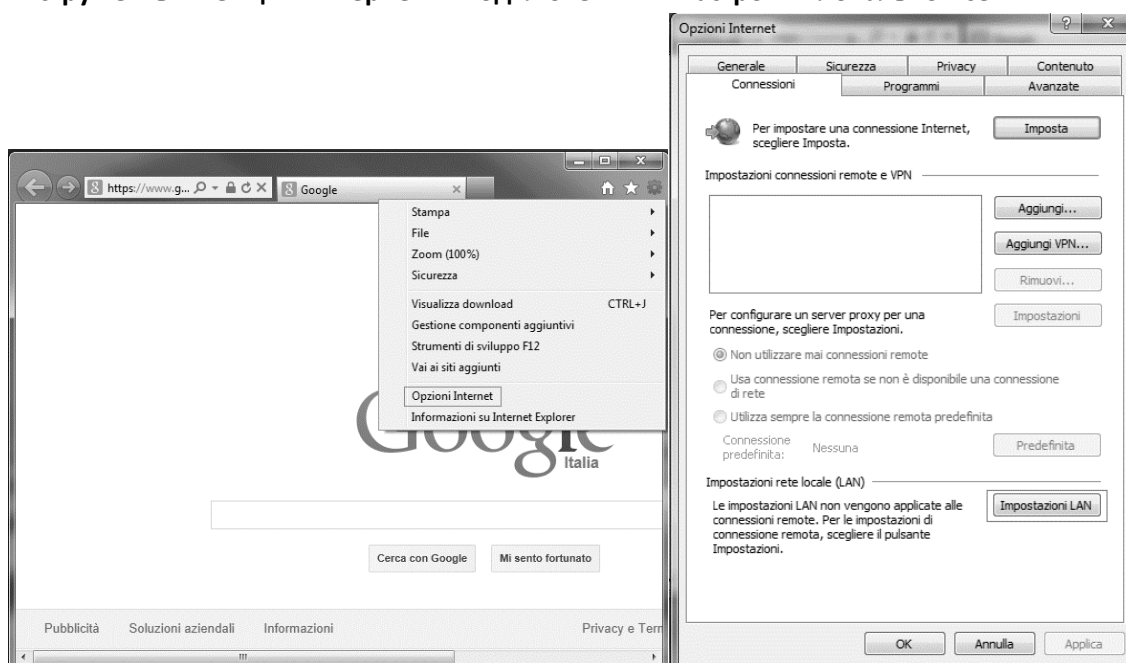 https://www.g...
Google
Stampa
File
Zoom (100%)
Sicurezza
Visualizza download CTRL+J
Gestione componenti aggiuntivi
Strumenti di sviluppo F12
Vai ai siti aggiunti
Opzioni Internet
Informazioni su Internet Explorer
Google
Italia
Cerca con Google Mi sento fortunato
Pubblicità Soluzioni aziendali Informazioni Privacy e
Opzioni Internet
Generale Sicurezza Privacy Contenuto
Connessioni Programmi Avanzate
Per impostare una connessione Internet, Imposta
scegliere Imposta.
Impostazioni connessioni remote e VPN
Aggiungi...
Aggiungi VPN...
Rimuovi...
Per configurare un server proxy per una Impostazioni
connessione, scegliere Impostazioni.
Non utilizzare mai connessioni remote
Usa connessione remota se non è disponibile una connessione
di rete
Utilizza sempre la connessione remota predefinita
Connessione
predefinita: Nessuna Predefinita
Impostazioni rete locale (LAN)
Le impostazioni LAN non vengono applicate alle Impostazioni LAN
connessioni remote. Per le impostazioni di
connessione remota, scegliere il pulsante
Impostazioni.
OK Annulla Applica